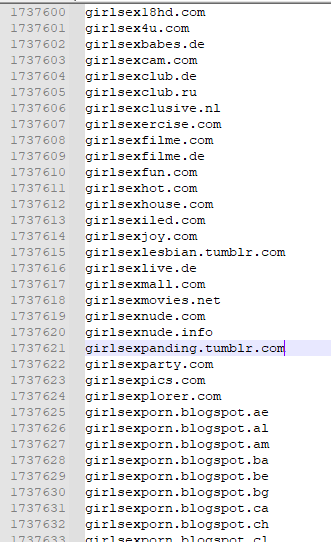 1737600 girlsex18hd.com
1737601 girlsex4u.com
1737602 girlsexbabes.de
1737603 girlsexcam.com
1737604 girlsexclub.de
1737605 girlsexclub.ru
1737606 girlsexclusive.nl
1737607 girlsexercise.com
1737608 girlsexfilme.com
1737609 girlsexfilme.de
1737610 girlsexfun.com
1737611 girlsexhot.com
1737612 girlsexhouse.com
1737613 girlsexiled.com
1737614 girlsexjoy.com
1737615 girlsexlesbian.tumblr.com
1737616 girlsexlive.de
1737617 girlsexmall.com
1737618 girlsexmovies.net
1737619 girlsexnude.com
1737620 girlsexnude.info
1737621 girlsexpanding.tumblr.com
1737622 girlsexparty.com
1737623 girlsexpics.com
1737624 girlsexplorer.com
1737625 girlsexporn.blogspot.ae
1737626 girlsexporn.blogspot.al
1737627 girlsexporn.blogspot.am
1737628 girlsexporn.blogspot.ba
1737629 girlsexporn.blogspot.be
1737630 girlsexporn.blogspot.bg
1737631 girlsexporn.blogspot.ca
1737632 girlsexporn.blogspot.ch
1737633 girlsexporn.blogspot.cl